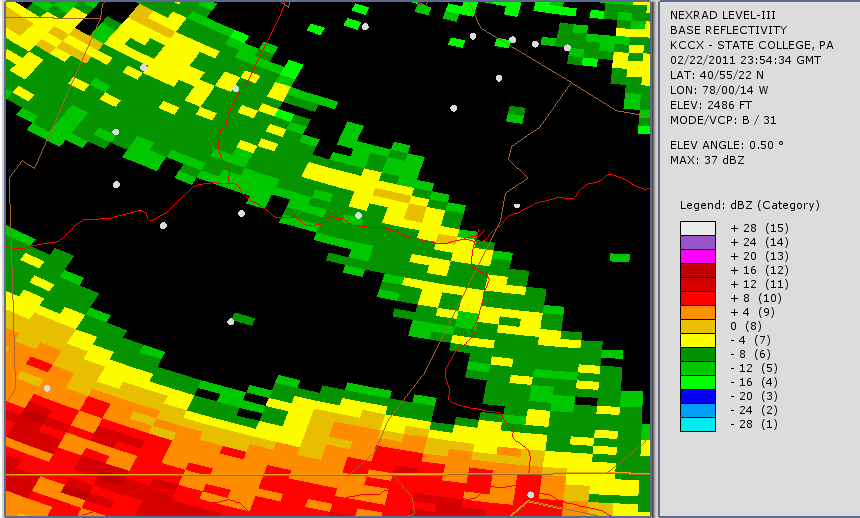 NEXRAD LEVEL-III
BASE REFLECTIVITY
KCCX - STATE COLLEGE, PA
02/22/2011 23:54:34 GMT
LAT: 40/55/22 N
LON: 78/00/14 W
ELEV: 2486 FT
MODE/VCP: B / 31
ELEV ANGLE: 0.50 °
MAX: 37 dBZ
Legend: dBZ (Category)
+ 28 (15)
+ 24 (14)
+ 20 (13)
+ 16 (12)
+ 12 (11)
+ 8 (10)
+ 4 (9)
0 (8)
- 4 (7)
- 8 (6)
- 12 (5)
- 16 (4)
- 20 (3)
- 24 (2)
- 28 (1)